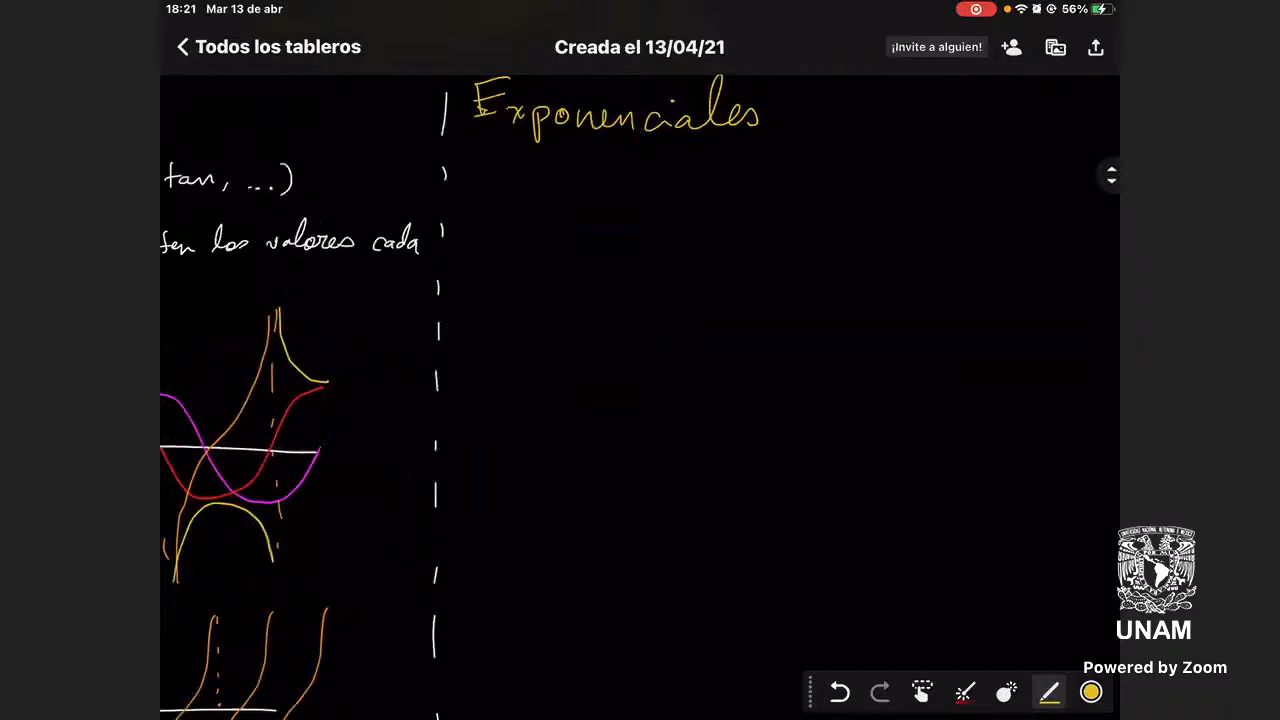 18:21 Mar 13 de abr 56%
Todos los tableros
Creada el 13/04/21
¡Invite a alguien!
Exponenciales
tan, ...)
los valores cada
UNAM
Powered by Zoom